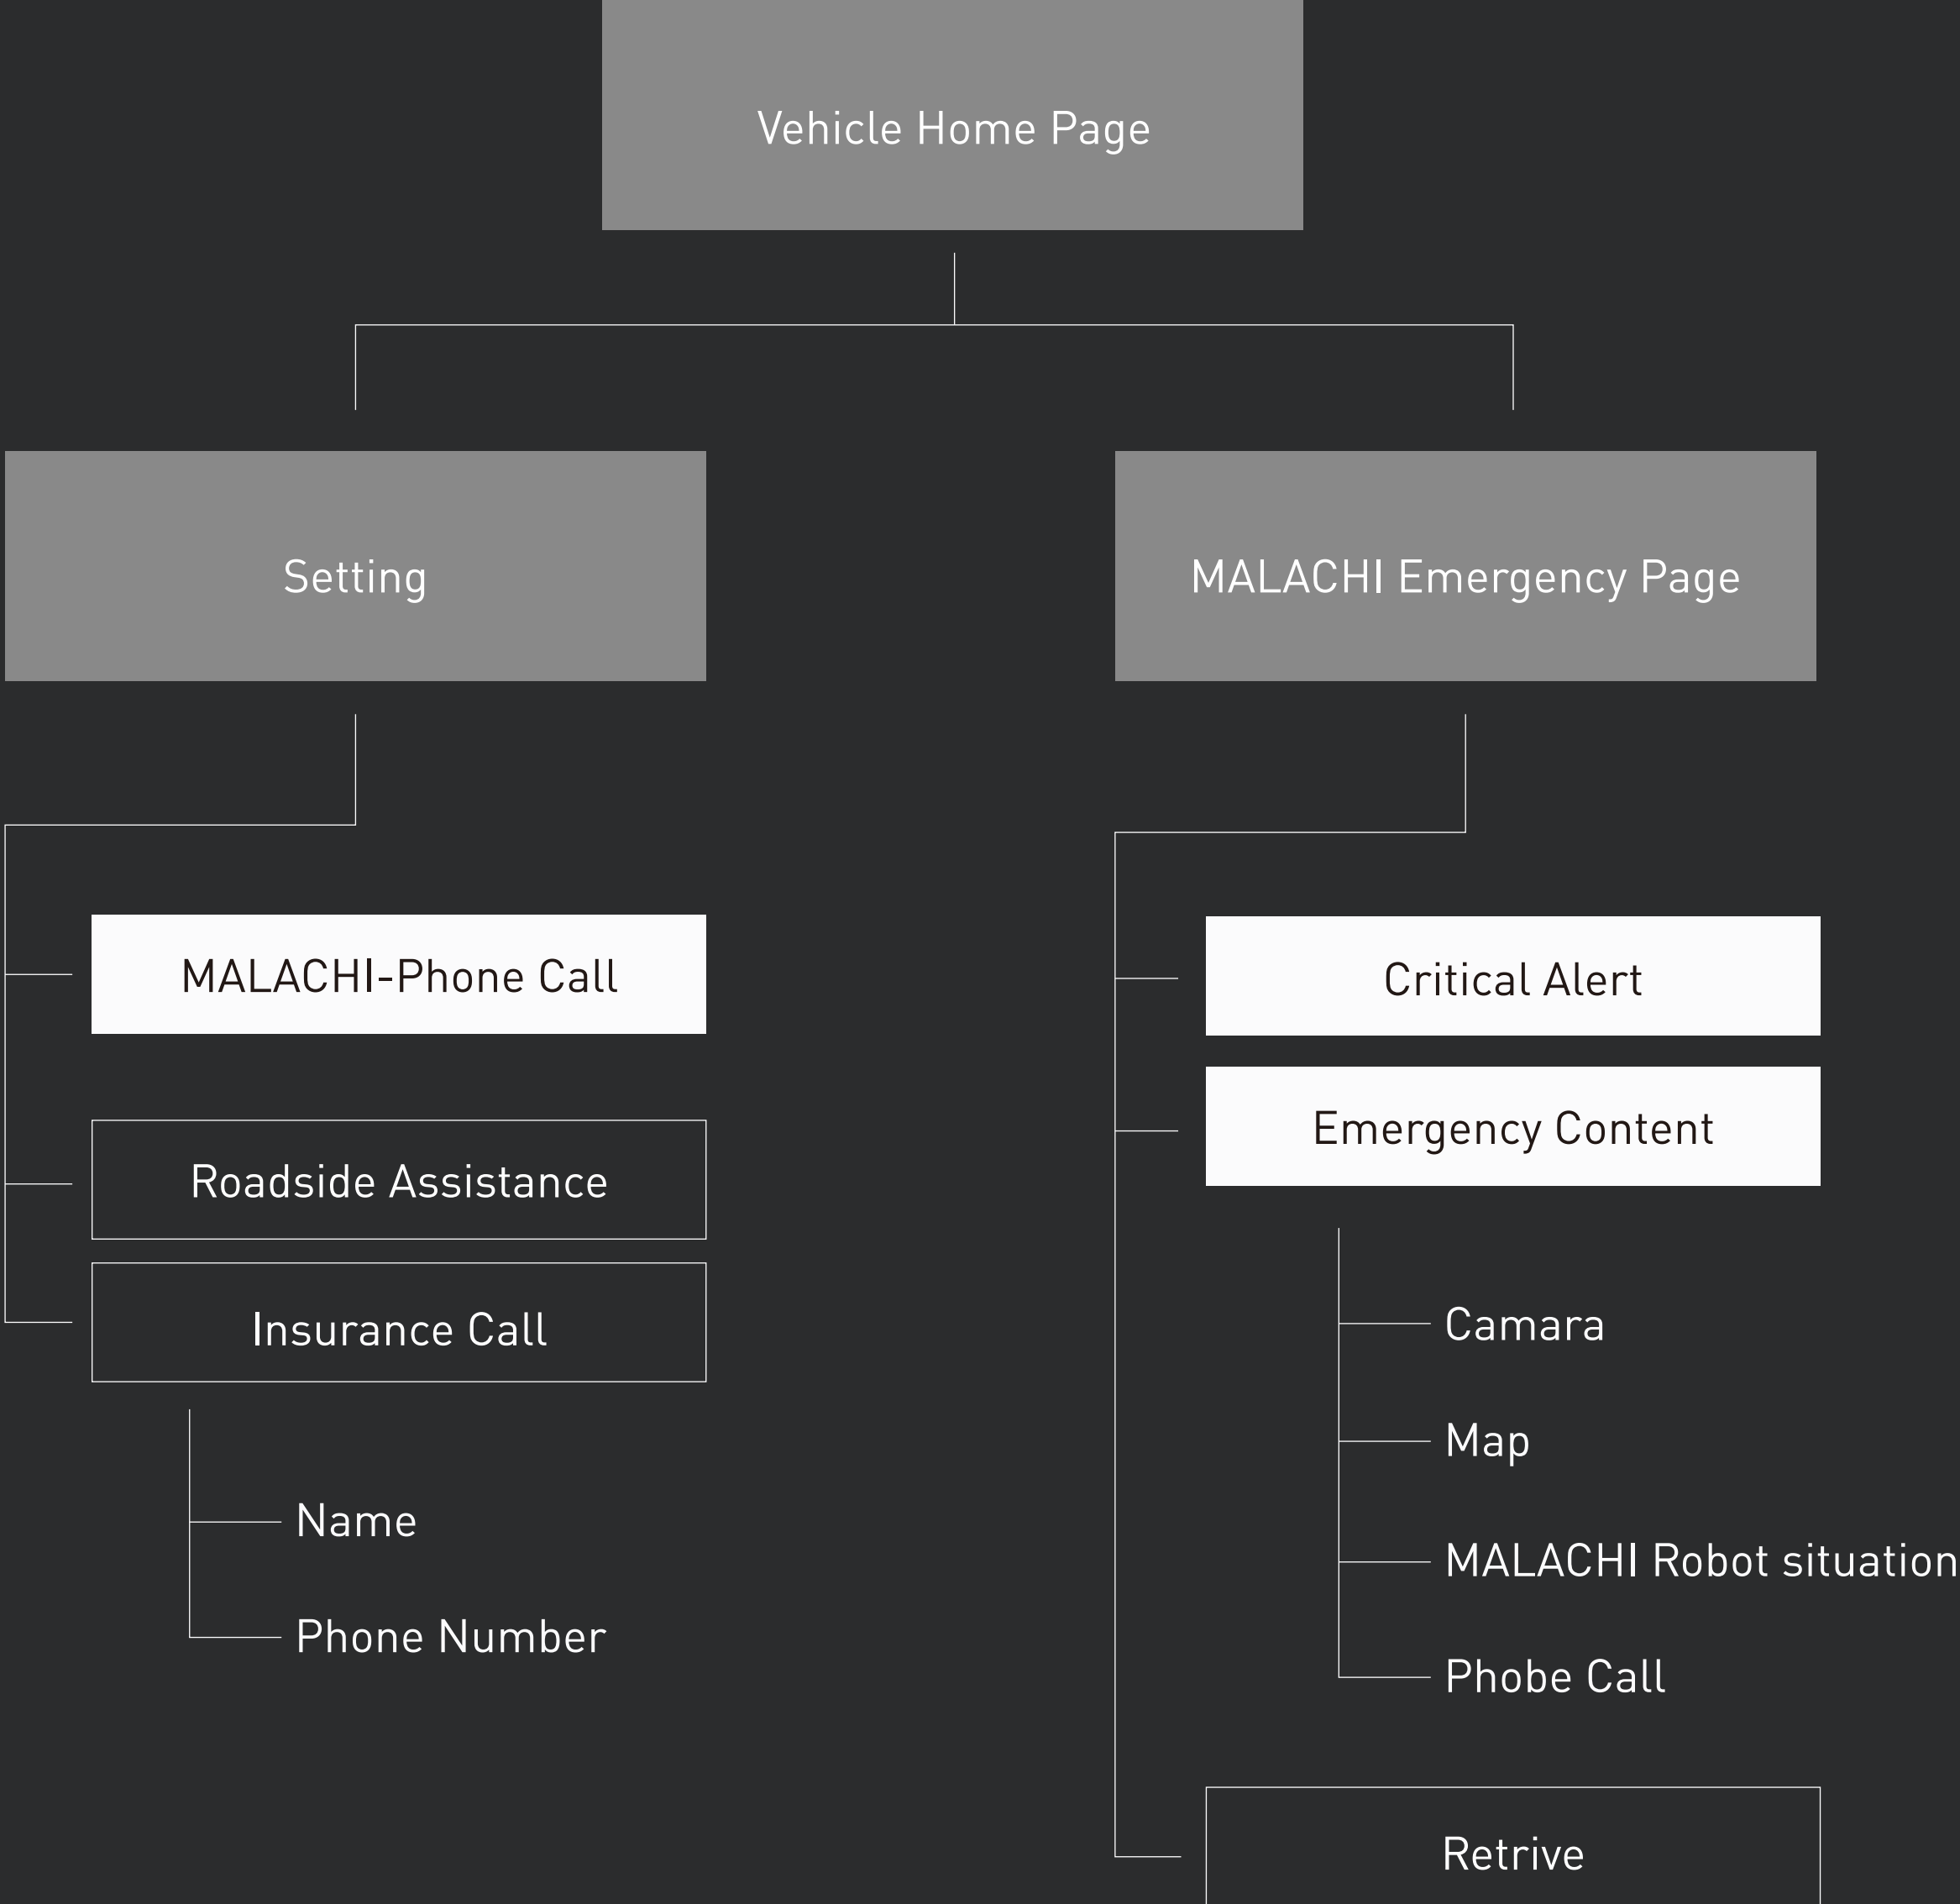 Vehicle Home Page
Setting
MALACHI Emergency Page
MALACHI-Phone Call
Roadside Assistance
Insurance Call
Name
Phone Number
Critical Alert
Emergency Content
Camara
Map
MALACHI Robot situation
Phobe Call
Retrive